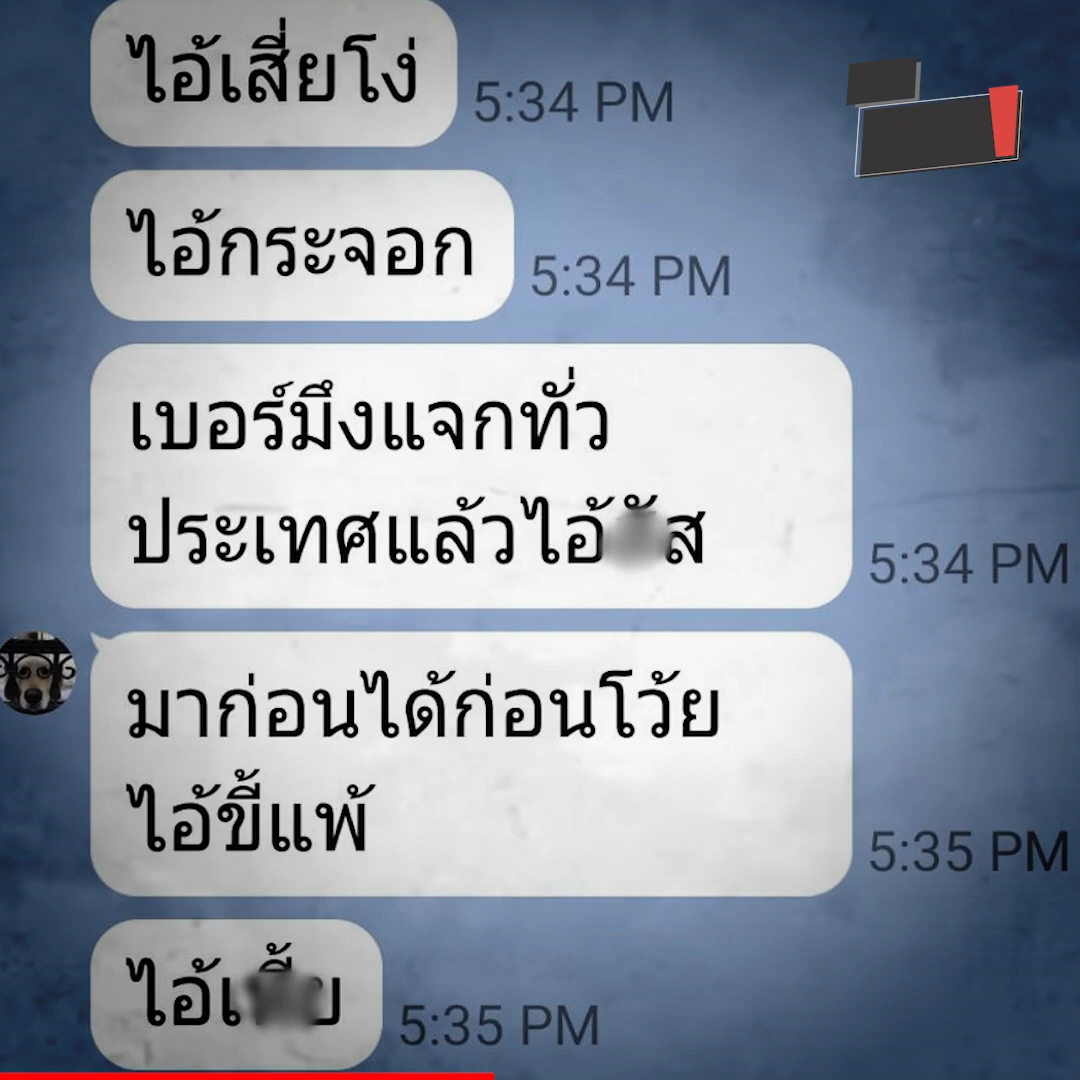 ไอ้เสี่ยโง่
5:34 PM
ไอ้กระจอก
5:34 PM
เบอร์มึงแจกทั่ว
ประเทศแล้วไอ้
5:34 PM
มาก่อนได้ก่อนโว้ย
ไอ้ขี้แพ้
5:35 PM
5:35 PM